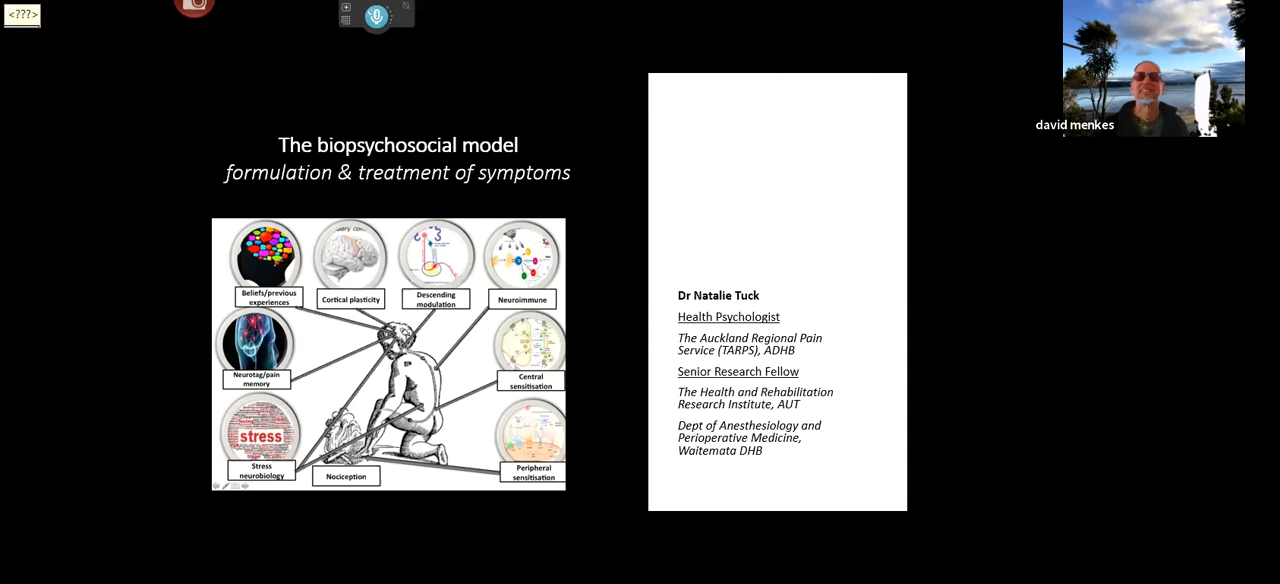 <???>
david menkes
The biopsychosocial model
formulation & treatment of symptoms
Beliefs/previous
experiences
Cortical plasticity
Descending
modulation
Neuroimmune
Neurotag/pain
memory
Central
sensitisation
stress
Stress
neurobiology
Nociception
Peripheral
sensitisation
Dr Natalie Tuck
Health Psychologist
The Auckland Regional Pain
Service (TARPS), ADHB
Senior Research Fellow
The Health and Rehabilitation
Research Institute, AUT
Dept of Anesthesiology and
Perioperative Medicine,
Waitemata DHB